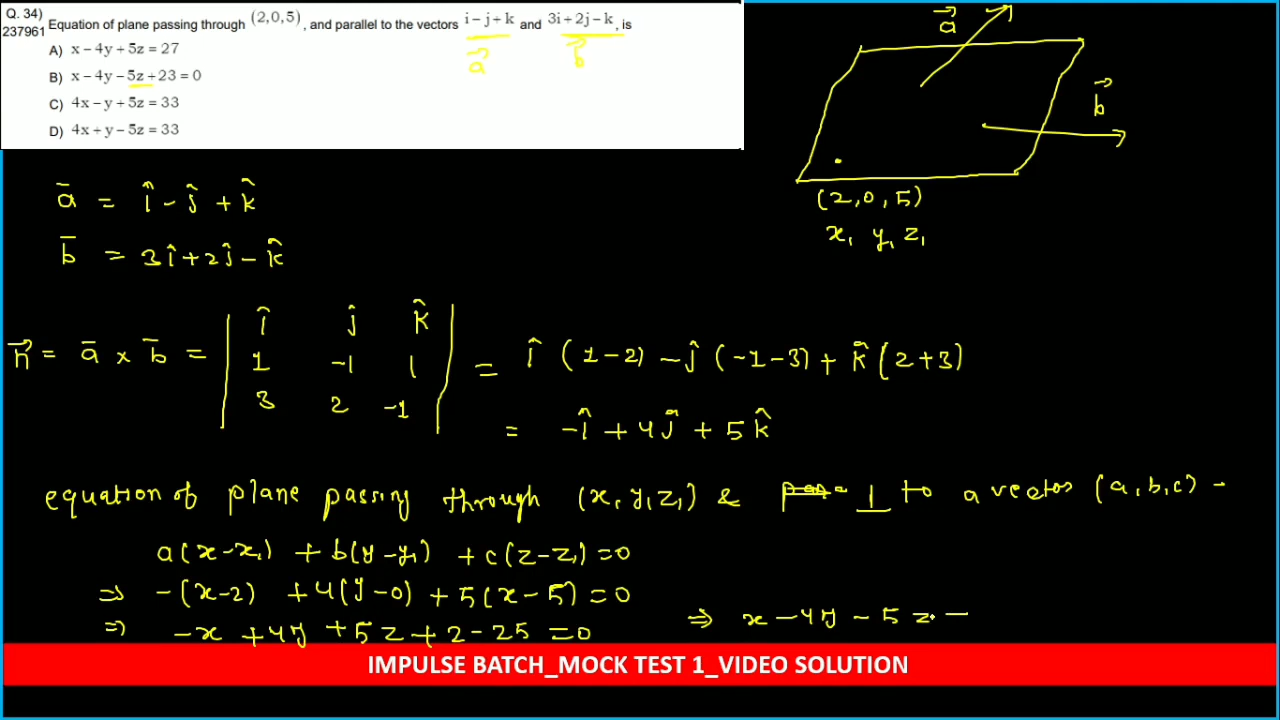 Q. 34)
237961
Equation of plane passing through (2,0,5), and parallel to the vectors i−j+k and 3i+2j−k, is
A) x−4y+5z=27
B) x−4y−5z+23=0
C) 4x−y+5z=33
D) 4x+y−5z=33
a⃗
b⃗
a⃗
b⃗
(2,0,5)
x₁ y₁ z₁
a̅ = î−ĵ+k̂
b̅ = 3î+2ĵ−k̂
n⃗ = a̅ × b̅ = | î ĵ k̂ |
| 1 -1 1 |
| 3 2 -1 |
= î (1−2) −ĵ (−1−3) + k̂ (2+3)
= −î + 4ĵ + 5k̂
equation of plane passing through (x₁ y₁ z₁) & ⊥ to a vector (a,b,c) -
a(x−x₁) + b(y−y₁) + c(z−z₁)=0
⇒ −(x−2) +4(y−0) +5(x−5)=0
⇒ −x +4y +5z +2−25 =0
⇒ x −4y −5z −
IMPULSE BATCH_MOCK TEST 1_VIDEO SOLUTION